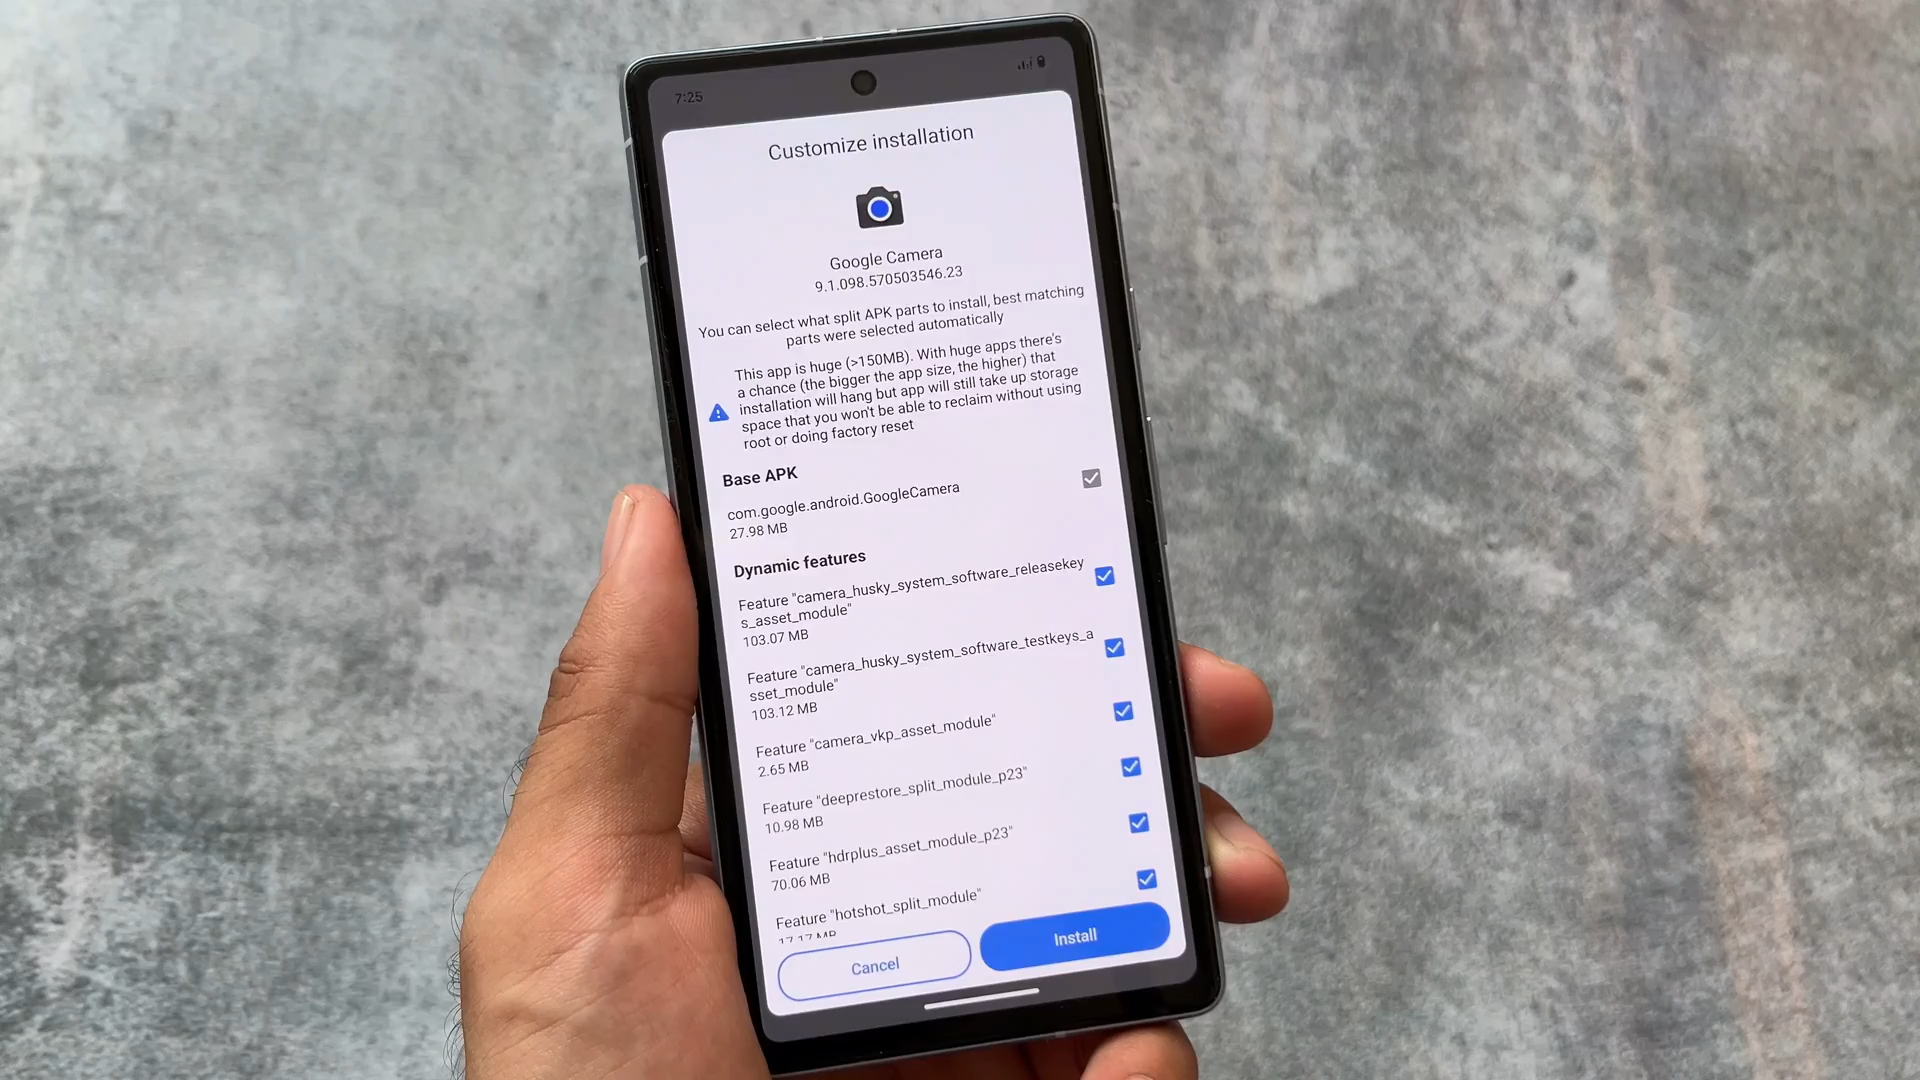 7:25
Customize installation
Google Camera
9.1.098.570503546.23
You can select what split APK parts to install, best matching
parts were selected automatically
This app is huge (>150MB). With huge apps there's
a chance (the bigger the app size, the higher) that
installation will hang but app will still take up storage
space that you won't be able to reclaim without using
root or doing factory reset
Base APK
com.google.android.GoogleCamera
27.98 MB
Dynamic features
Feature "camera_husky_system_software_releasekey
s_asset_module"
103.07 MB
Feature "camera_husky_system_software_testkeys_a
sset_module"
103.12 MB
Feature "camera_vkp_asset_module"
2.65 MB
Feature "deeprestore_split_module_p23"
10.98 MB
Feature "hdrplus_asset_module_p23"
70.06 MB
Feature "hotshot_split_module"
17.17 MB
Cancel
Install